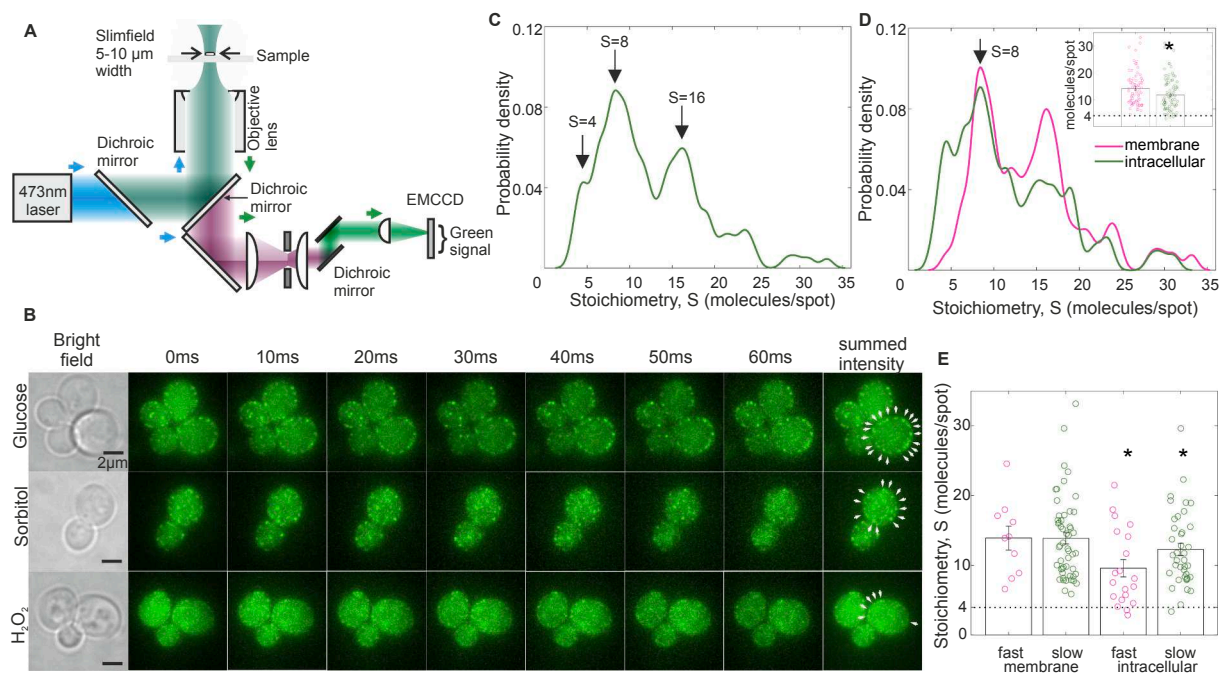 A
Slimfield
5-10 µm
width
Sample
Objective
lens
Dichroic
mirror
473nm
laser
Dichroic
mirror
EMCCD
Green
signal
Dichroic
mirror
C
0.12
0.08
0.04
Probability density
S=4
S=8
S=16
0 5 10 15 20 25 30 35
Stoichiometry, S (molecules/spot)
D
0.12
0.08
0.04
Probability density
S=8
molecules/spot
30
20
10
4
*
membrane
intracellular
0 5 10 15 20 25 30 35
Stoichiometry, S (molecules/spot)
B
Bright
field
0ms 10ms 20ms 30ms 40ms 50ms 60ms
summed
intensity
Glucose
2µm
Sorbitol
H2O2
E
Stoichiometry, S (molecules/spot)
30
20
10
4
0
* *
fast slow fast slow
membrane intracellular